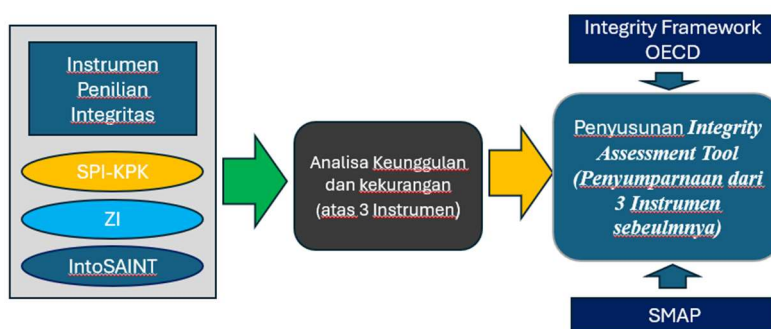 Instrumen
Penilian
Integritas
SPI-KPK
ZI
IntoSAINT
Analisa Keunggulan
dan kekurangan
(atas 3 Instrumen)
Integrity Framework
OECD
Penyusunan Integrity
Assessment Tool
(Penyumparnaan dari
3 Instrumen
sebeulmnya)
SMAP